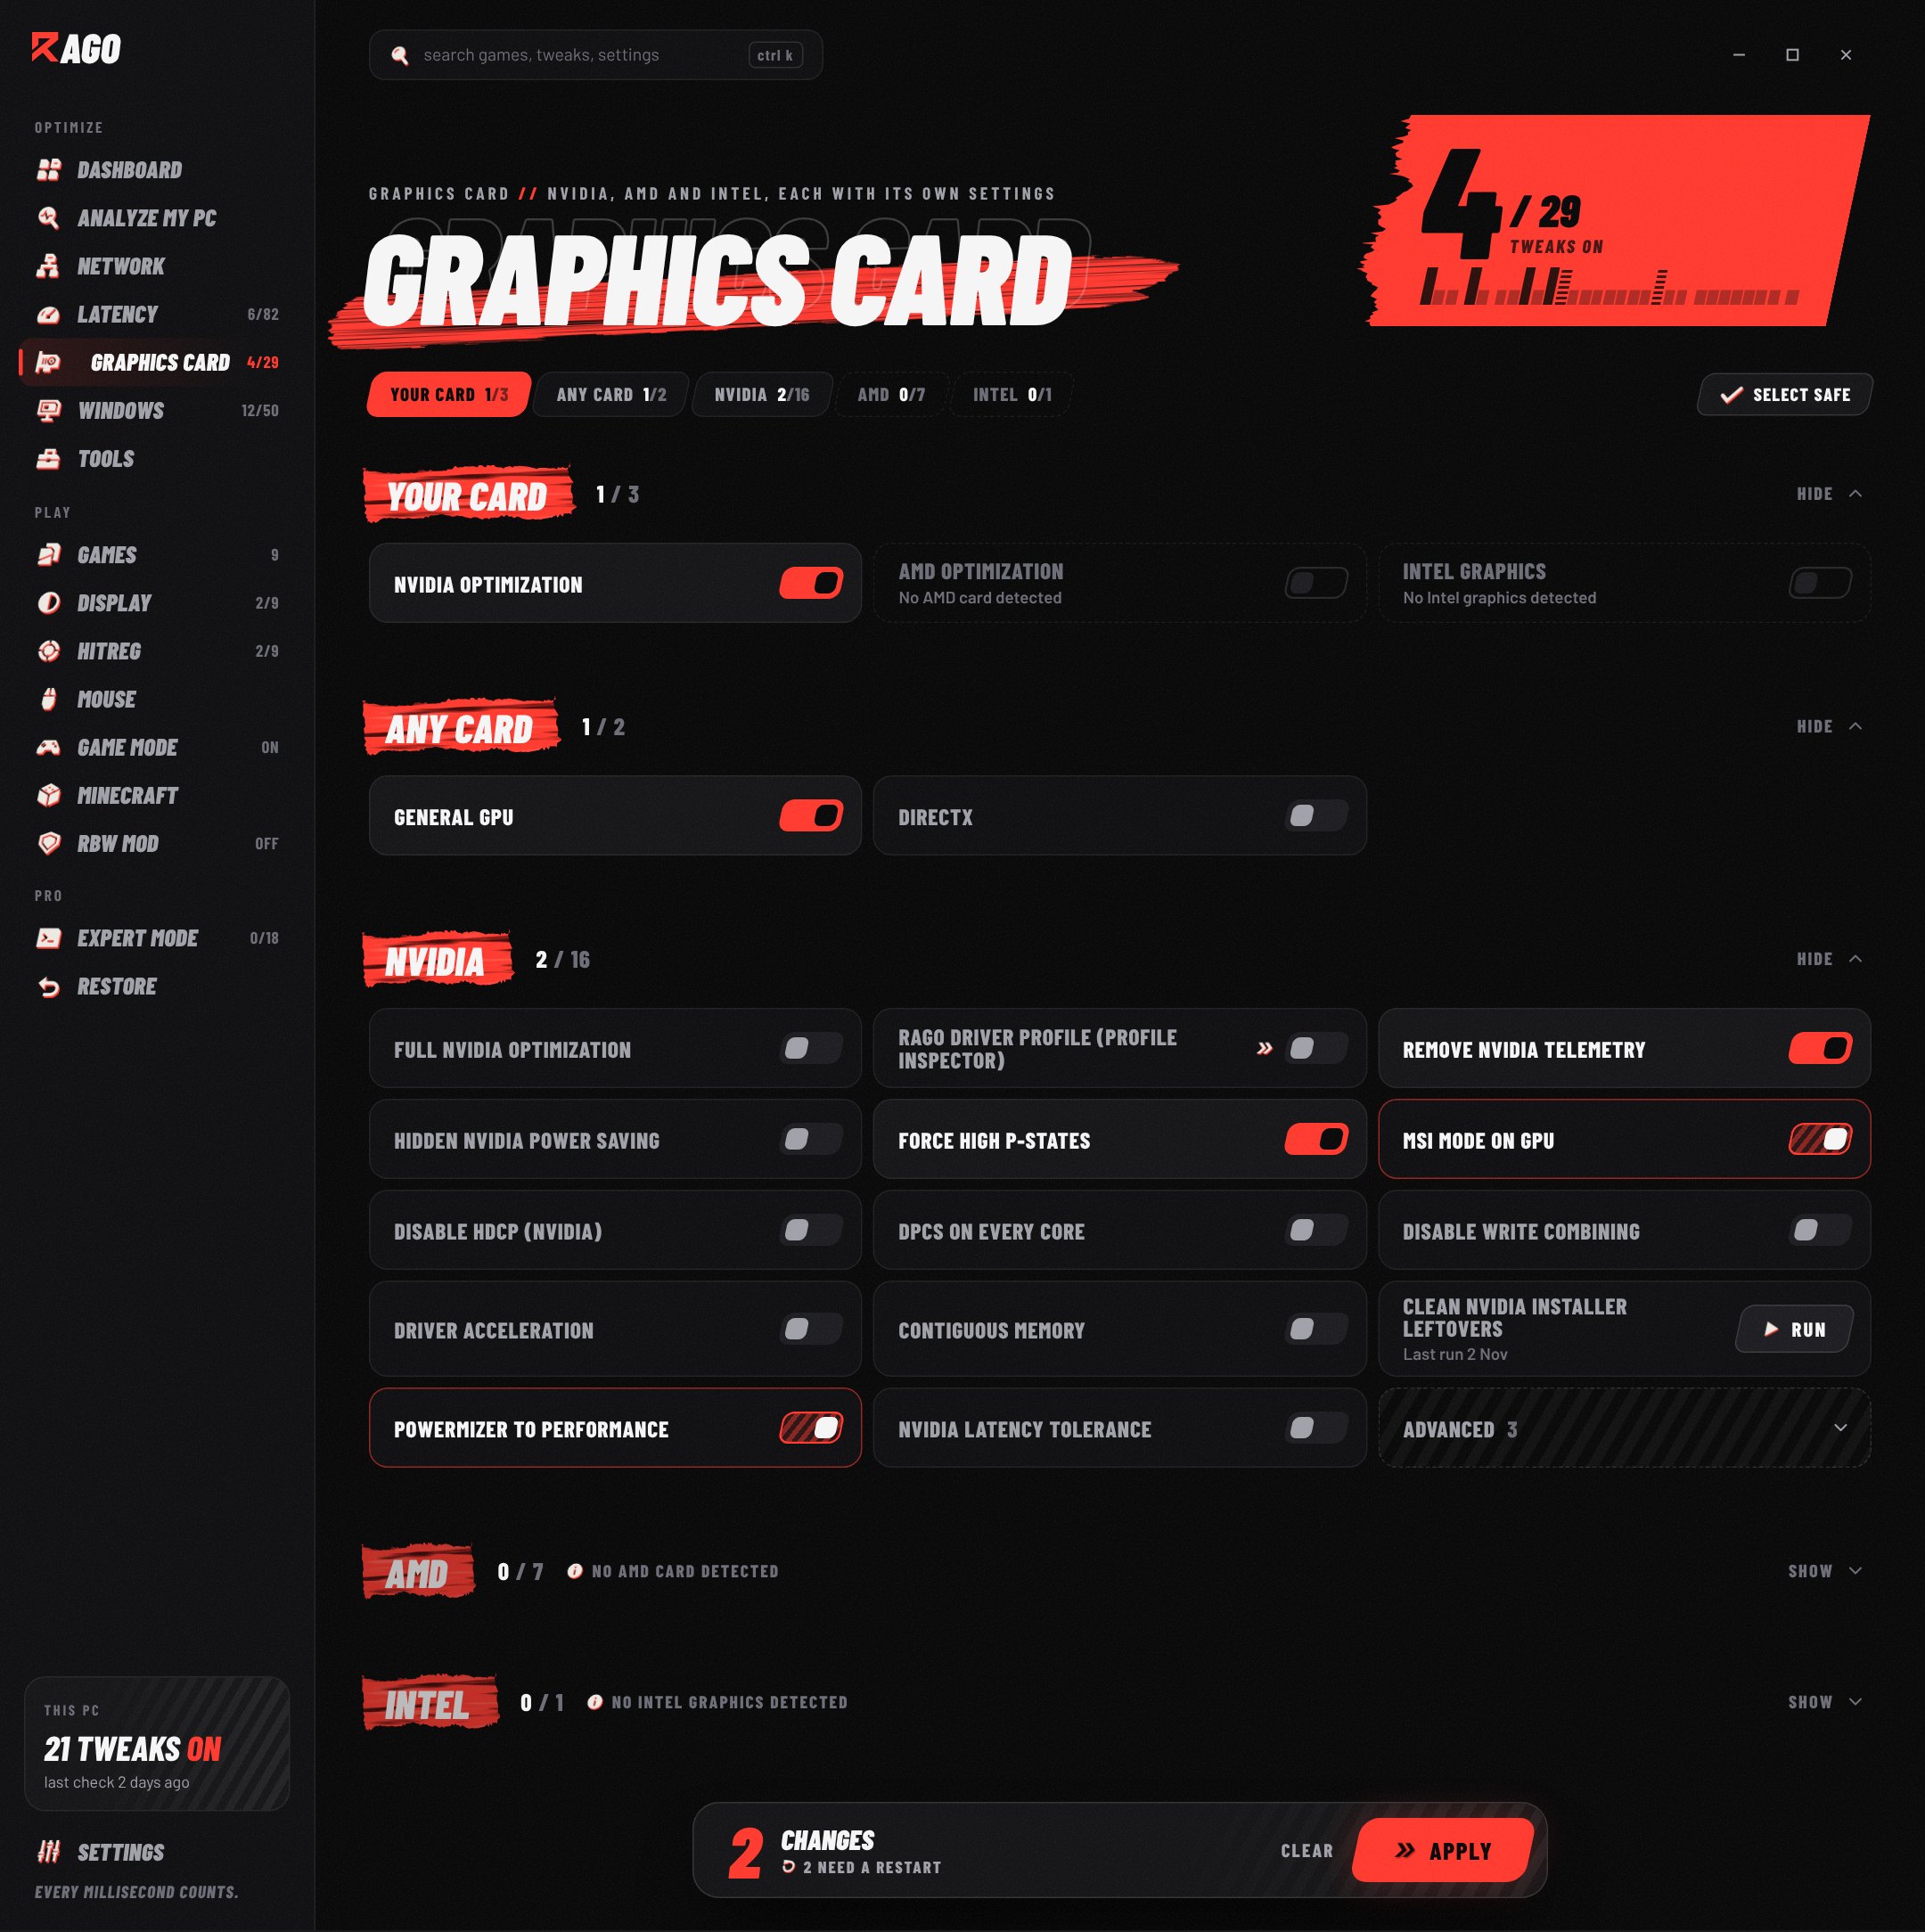 RAGO
search games, tweaks, settings
ctrl k
OPTIMIZE
DASHBOARD
ANALYZE MY PC
NETWORK
LATENCY 6/82
GRAPHICS CARD 4/29
WINDOWS 12/50
TOOLS
PLAY
GAMES 9
DISPLAY 2/9
HITREG 2/9
MOUSE
GAME MODE ON
MINECRAFT
RBW MOD OFF
PRO
EXPERT MODE 0/18
RESTORE
THIS PC
21 TWEAKS ON
last check 2 days ago
SETTINGS
EVERY MILLISECOND COUNTS.
GRAPHICS CARD // NVIDIA, AMD AND INTEL, EACH WITH ITS OWN SETTINGS
GRAPHICS CARD
4 / 29
TWEAKS ON
YOUR CARD 1/3
ANY CARD 1/2
NVIDIA 2/16
AMD 0/7
INTEL 0/1
SELECT SAFE
YOUR CARD 1 / 3
HIDE
NVIDIA OPTIMIZATION
AMD OPTIMIZATION
No AMD card detected
INTEL GRAPHICS
No Intel graphics detected
ANY CARD 1 / 2
HIDE
GENERAL GPU
DIRECTX
NVIDIA 2 / 16
HIDE
FULL NVIDIA OPTIMIZATION
RAGO DRIVER PROFILE (PROFILE
INSPECTOR)
REMOVE NVIDIA TELEMETRY
HIDDEN NVIDIA POWER SAVING
FORCE HIGH P-STATES
MSI MODE ON GPU
DISABLE HDCP (NVIDIA)
DPCS ON EVERY CORE
DISABLE WRITE COMBINING
DRIVER ACCELERATION
CONTIGUOUS MEMORY
CLEAN NVIDIA INSTALLER
LEFTOVERS
Last run 2 Nov
RUN
POWERMIZER TO PERFORMANCE
NVIDIA LATENCY TOLERANCE
ADVANCED 3
AMD 0 / 7 NO AMD CARD DETECTED
SHOW
INTEL 0 / 1 NO INTEL GRAPHICS DETECTED
SHOW
2 CHANGES
2 NEED A RESTART
CLEAR
APPLY